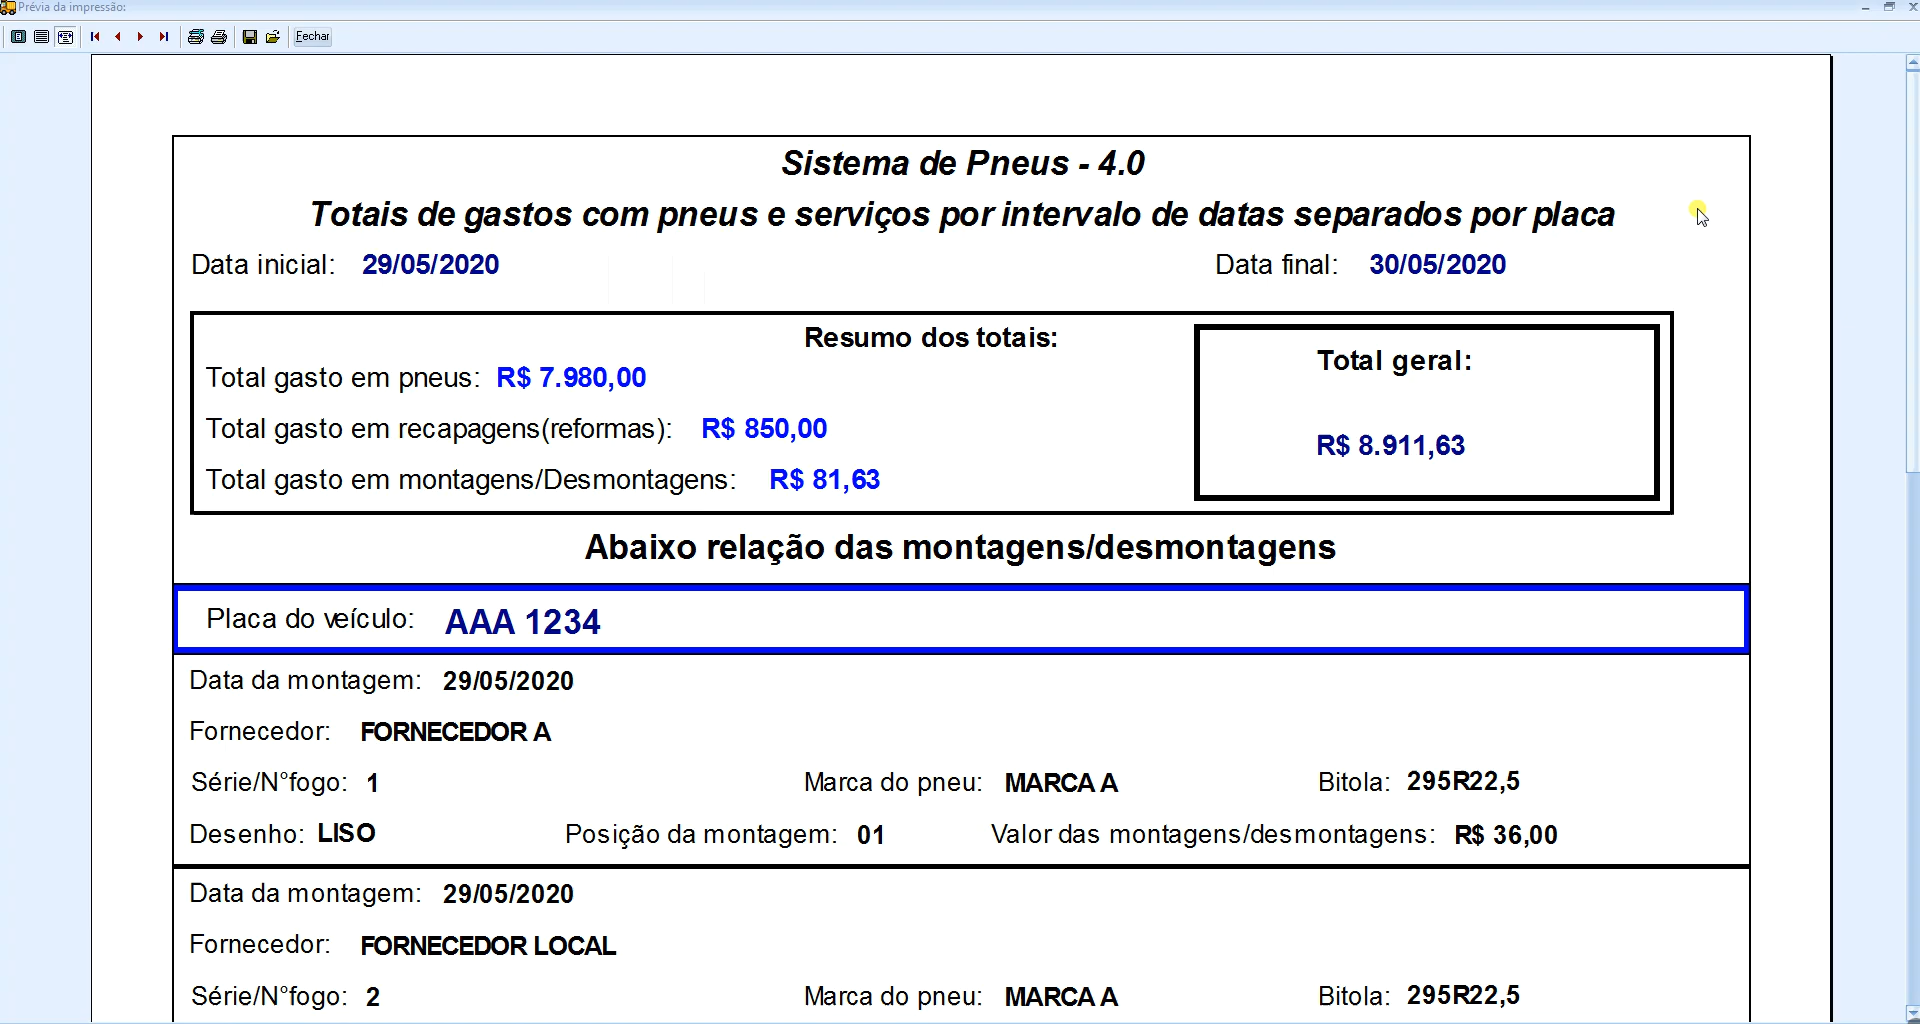 Prévia da impressão:
Fechar
Sistema de Pneus - 4.0
Totais de gastos com pneus e serviços por intervalo de datas separados por placa
Data inicial: 29/05/2020 Data final: 30/05/2020
Resumo dos totais:
Total geral:
Total gasto em pneus: R$ 7.980,00
Total gasto em recapagens(reformas): R$ 850,00
R$ 8.911,63
Total gasto em montagens/Desmontagens: R$ 81,63
Abaixo relação das montagens/desmontagens
Placa do veículo: AAA 1234
Data da montagem: 29/05/2020
Fornecedor: FORNECEDOR A
Série/N°fogo: 1 Marca do pneu: MARCA A Bitola: 295R22,5
Desenho: LISO Posição da montagem: 01 Valor das montagens/desmontagens: R$ 36,00
Data da montagem: 29/05/2020
Fornecedor: FORNECEDOR LOCAL
Série/N°fogo: 2 Marca do pneu: MARCA A Bitola: 295R22,5